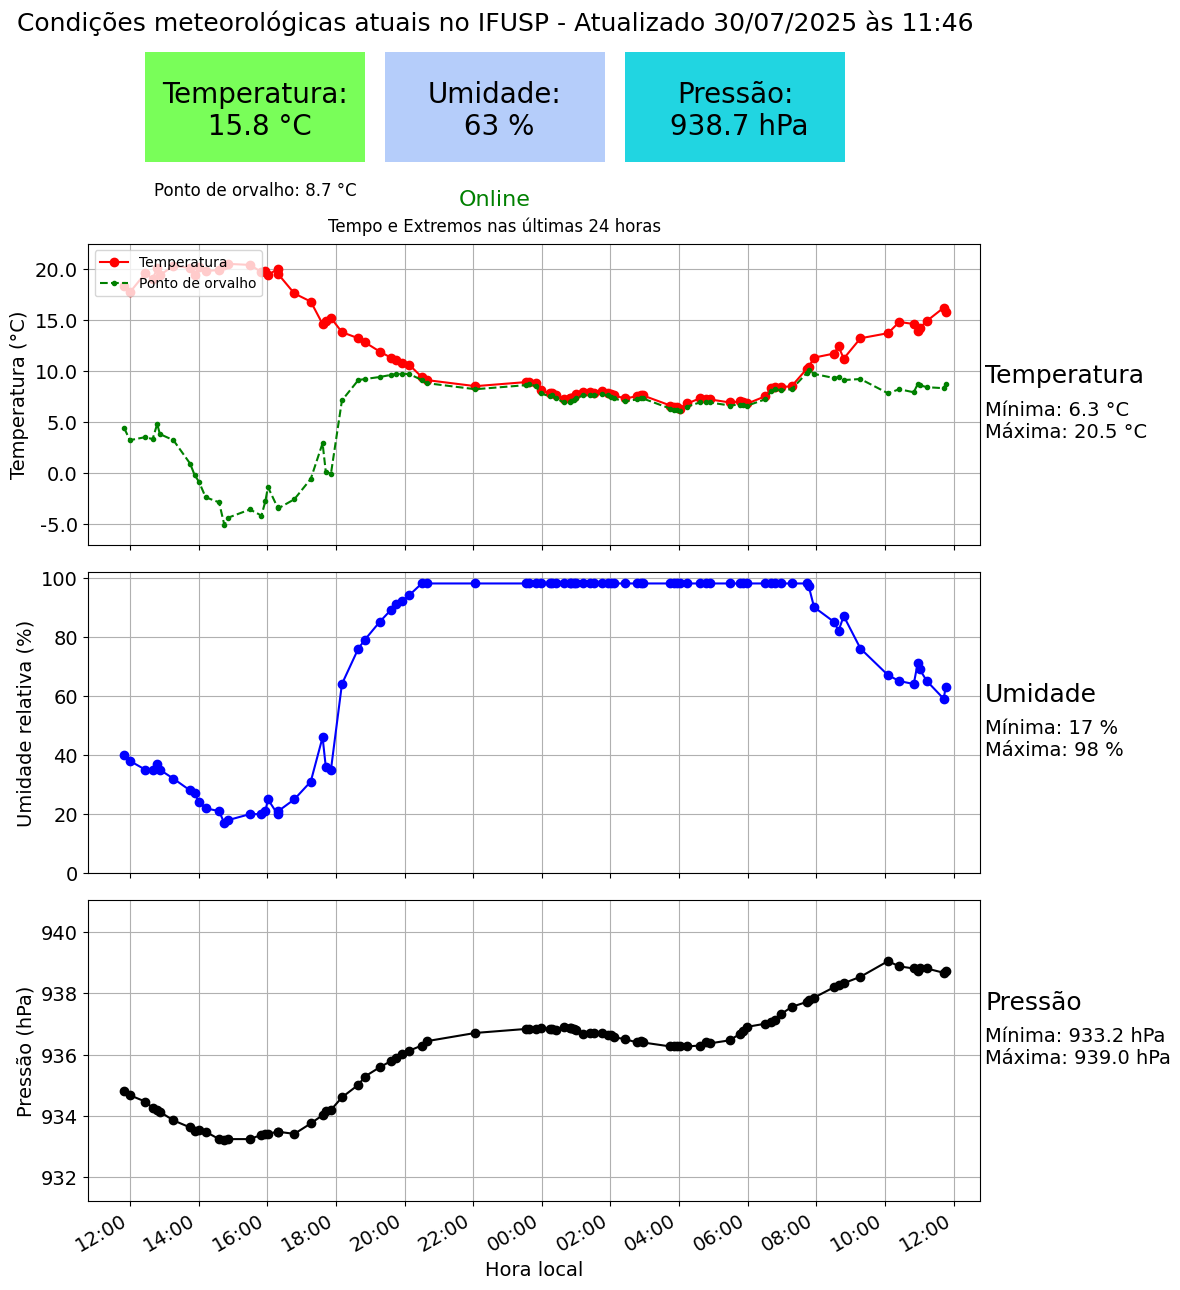 Condições meteorológicas atuais no IFUSP - Atualizado 30/07/2025 às 11:46
Temperatura:
15.8 °C
Umidade:
63 %
Pressão:
938.7 hPa
Ponto de orvalho: 8.7 °C
Online
Tempo e Extremos nas últimas 24 horas
Temperatura
Ponto de orvalho
Temperatura (°C)
20.0
15.0
10.0
5.0
0.0
-5.0
Temperatura
Mínima: 6.3 °C
Máxima: 20.5 °C
Umidade relativa (%)
100
80
60
40
20
0
Umidade
Mínima: 17 %
Máxima: 98 %
Pressão (hPa)
940
938
936
934
932
Pressão
Mínima: 933.2 hPa
Máxima: 939.0 hPa
12:00
14:00
16:00
18:00
20:00
22:00
00:00
02:00
04:00
06:00
08:00
10:00
12:00
Hora local